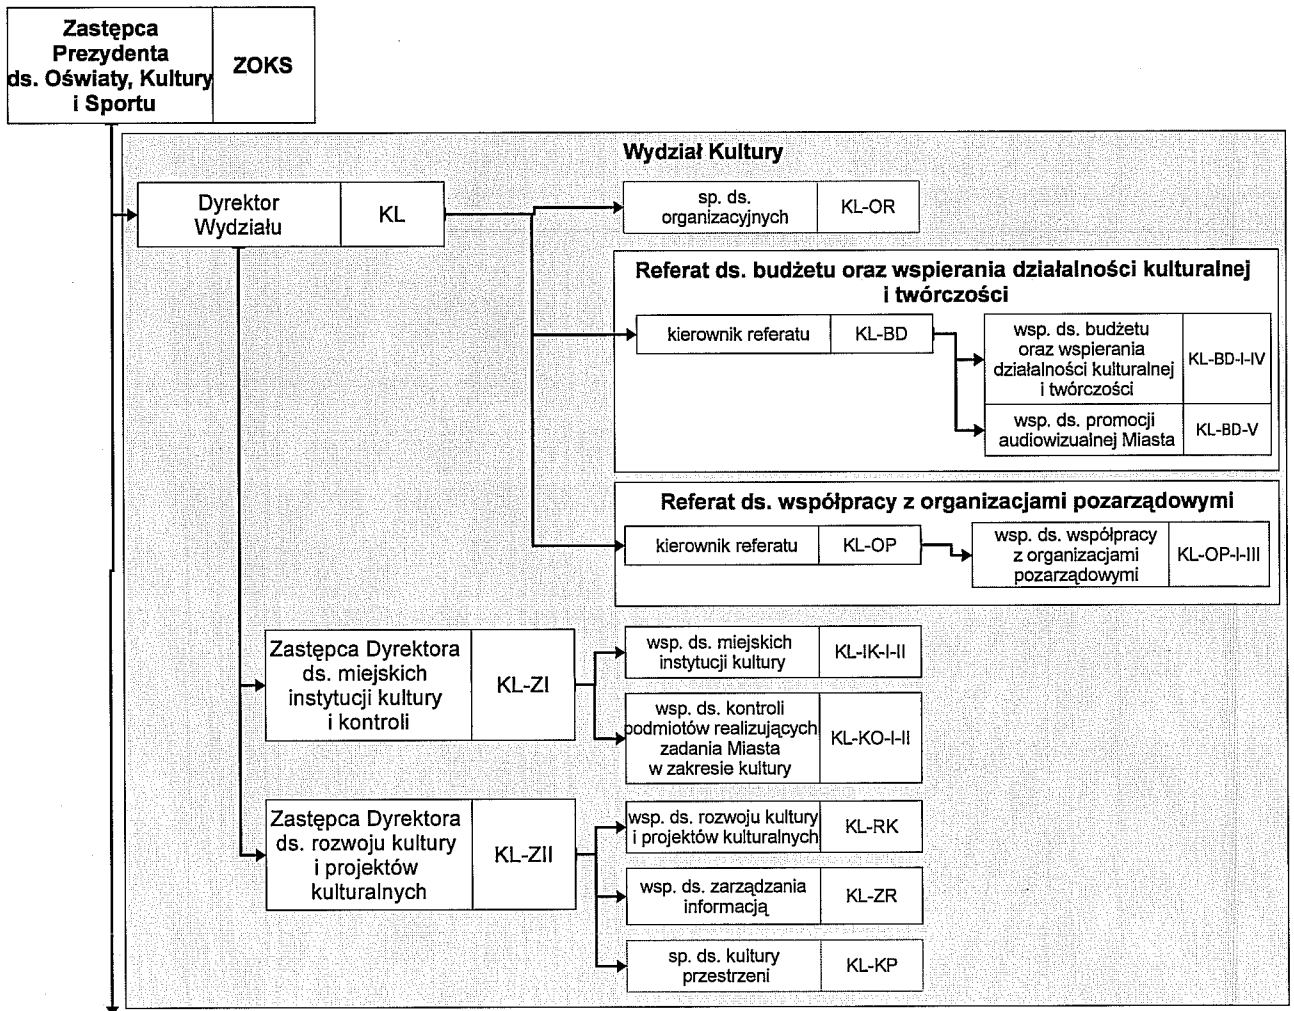 Zastępca
Prezydenta
ds. Oświaty, Kultury
i Sportu
ZOKS
Wydział Kultury
Dyrektor
Wydziału
KL
sp. ds.
organizacyjnych
KL-OR
Referat ds. budżetu oraz wspierania działalności kulturalnej
i twórczości
kierownik referatu
KL-BD
wsp. ds. budżetu
oraz wspierania
działalności kulturalnej
i twórczości
KL-BD-I-IV
wsp. ds. promocji
audiowizualnej Miasta
KL-BD-V
Referat ds. współpracy z organizacjami pozarządowymi
kierownik referatu
KL-OP
wsp. ds. współpracy
z organizacjami
pozarządowymi
KL-OP-I-III
Zastępca Dyrektora
ds. miejskich
instytucji kultury
i kontroli
KL-ZI
wsp. ds. miejskich
instytucji kultury
KL-IK-I-II
wsp. ds. kontroli
podmiotów realizujących
zadania Miasta
w zakresie kultury
KL-KO-I-II
Zastępca Dyrektora
ds. rozwoju kultury
i projektów
kulturalnych
KL-ZII
wsp. ds. rozwoju kultury
i projektów kulturalnych
KL-RK
wsp. ds. zarządzania
informacją
KL-ZR
sp. ds. kultury
przestrzeni
KL-KP